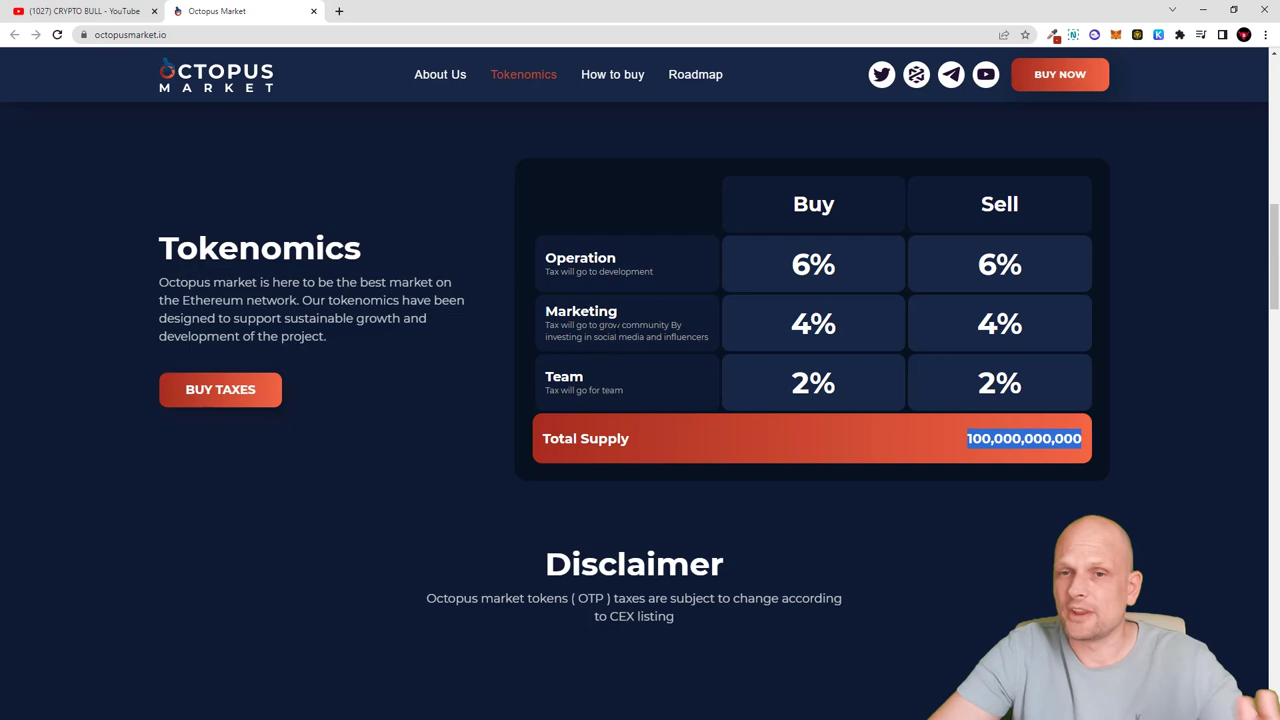 (1027) CRYPTO BULL - YouTube
Octopus Market
octopusmarket.io
OCTOPUS
MARKET
About Us
Tokenomics
How to buy
Roadmap
BUY NOW
Buy
Sell
Tokenomics
Octopus market is here to be the best market on
the Ethereum network. Our tokenomics have been
designed to support sustainable growth and
development of the project.
BUY TAXES
Operation
Tax will go to development
6%
6%
Marketing
Tax will go to grow community By
investing in social media and influencers
4%
4%
Team
Tax will go for team
2%
2%
Total Supply
100,000,000,000
Disclaimer
Octopus market tokens ( OTP ) taxes are subject to change according
to CEX listing